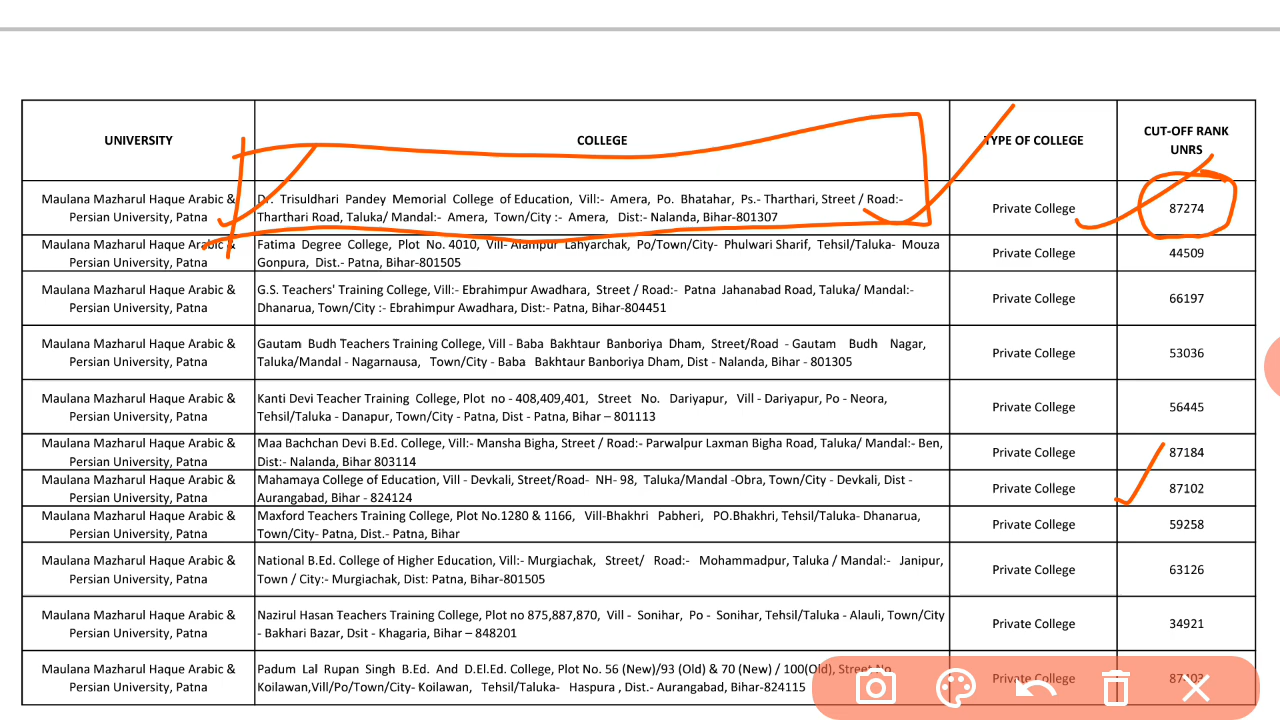 UNIVERSITY COLLEGE TYPE OF COLLEGE CUT-OFF RANK
UNRS
Maulana Mazharul Haque Arabic &
Persian University, Patna
Dr. Trisuldhari Pandey Memorial College of Education, Vill:- Amera, Po. Bhatahar, Ps.- Tharthari, Street / Road:-
Tharthari Road, Taluka/ Mandal:- Amera, Town/City :- Amera, Dist:- Nalanda, Bihar-801307
Private College
87274
Maulana Mazharul Haque Arabic &
Persian University, Patna
Fatima Degree College, Plot No. 4010, Vill- Alampur Lahyarchak, Po/Town/City- Phulwari Sharif, Tehsil/Taluka- Mouza
Gonpura, Dist.- Patna, Bihar-801505
Private College
44509
Maulana Mazharul Haque Arabic &
Persian University, Patna
G.S. Teachers' Training College, Vill:- Ebrahimpur Awadhara, Street / Road:- Patna Jahanabad Road, Taluka/ Mandal:-
Dhanarua, Town/City :- Ebrahimpur Awadhara, Dist:- Patna, Bihar-804451
Private College
66197
Maulana Mazharul Haque Arabic &
Persian University, Patna
Gautam Budh Teachers Training College, Vill - Baba Bakhtaur Banboriya Dham, Street/Road - Gautam Budh Nagar,
Taluka/Mandal - Nagarnausa, Town/City - Baba Bakhtaur Banboriya Dham, Dist - Nalanda, Bihar - 801305
Private College
53036
Maulana Mazharul Haque Arabic &
Persian University, Patna
Kanti Devi Teacher Training College, Plot no - 408,409,401, Street No. Dariyapur, Vill - Dariyapur, Po - Neora,
Tehsil/Taluka - Danapur, Town/City - Patna, Dist - Patna, Bihar – 801113
Private College
56445
Maulana Mazharul Haque Arabic &
Persian University, Patna
Maa Bachchan Devi B.Ed. College, Vill:- Mansha Bigha, Street / Road:- Parwalpur Laxman Bigha Road, Taluka/ Mandal:- Ben,
Dist:- Nalanda, Bihar 803114
Private College
87184
Maulana Mazharul Haque Arabic &
Persian University, Patna
Mahamaya College of Education, Vill - Devkali, Street/Road- NH- 98, Taluka/Mandal -Obra, Town/City - Devkali, Dist -
Aurangabad, Bihar - 824124
Private College
87102
Maulana Mazharul Haque Arabic &
Persian University, Patna
Maxford Teachers Training College, Plot No.1280 & 1166, Vill-Bhakhri Pabheri, PO.Bhakhri, Tehsil/Taluka- Dhanarua,
Town/City- Patna, Dist.- Patna, Bihar
Private College
59258
Maulana Mazharul Haque Arabic &
Persian University, Patna
National B.Ed. College of Higher Education, Vill:- Murgiachak, Street/ Road:- Mohammadpur, Taluka / Mandal:- Janipur,
Town / City:- Murgiachak, Dist: Patna, Bihar-801505
Private College
63126
Maulana Mazharul Haque Arabic &
Persian University, Patna
Nazirul Hasan Teachers Training College, Plot no 875,887,870, Vill - Sonihar, Po - Sonihar, Tehsil/Taluka - Alauli, Town/City
- Bakhari Bazar, Dsit - Khagaria, Bihar – 848201
Private College
34921
Maulana Mazharul Haque Arabic &
Persian University, Patna
Padum Lal Rupan Singh B.Ed. And D.El.Ed. College, Plot No. 56 (New)/93 (Old) & 70 (New) / 100(Old), Street No.
Koilawan,Vill/Po/Town/City- Koilawan, Tehsil/Taluka- Haspura , Dist.- Aurangabad, Bihar-824115
Private College